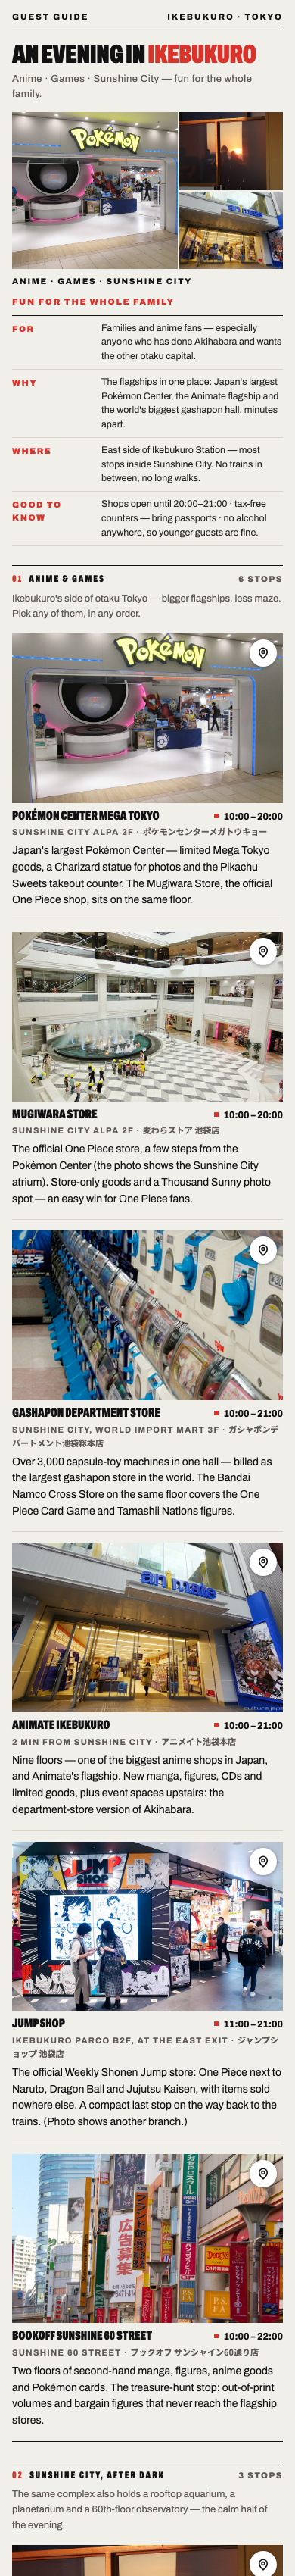 GUEST GUIDE
IKEBUKURO · TOKYO
AN EVENING IN IKEBUKURO
Anime · Games · Sunshine City — fun for the whole
family.
Pokémon
ANIME · GAMES · SUNSHINE CITY
FUN FOR THE WHOLE FAMILY
FOR
Families and anime fans — especially
anyone who has done Akihabara and wants
the other otaku capital.
WHY
The flagships in one place: Japan's largest
Pokémon Center, the Animate flagship and
the world's biggest gashapon hall, minutes
apart.
WHERE
East side of Ikebukuro Station — most
stops inside Sunshine City. No trains in
between, no long walks.
GOOD TO
KNOW
Shops open until 20:00–21:00 · tax-free
counters — bring passports · no alcohol
anywhere, so younger guests are fine.
01 ANIME & GAMES
6 STOPS
Ikebukuro's side of otaku Tokyo — bigger flagships, less maze.
Pick any of them, in any order.
Pokémon
POKÉMON CENTER MEGA TOKYO
10:00 – 20:00
SUNSHINE CITY ALPA 2F · ポケモンセンターメガトウキョー
Japan's largest Pokémon Center — limited Mega Tokyo
goods, a Charizard statue for photos and the Pikachu
Sweets takeout counter. The Mugiwara Store, the official
One Piece shop, sits on the same floor.
MUGIWARA STORE
10:00 – 20:00
SUNSHINE CITY ALPA 2F · 麦わらストア 池袋店
The official One Piece store, a few steps from the
Pokémon Center (the photo shows the Sunshine City
atrium). Store-only goods and a Thousand Sunny photo
spot — an easy win for One Piece fans.
GASHAPON DEPARTMENT STORE
10:00 – 21:00
SUNSHINE CITY, WORLD IMPORT MART 3F · ガシャポンデ
パートメント池袋総本店
Over 3,000 capsule-toy machines in one hall — billed as
the largest gashapon store in the world. The Bandai
Namco Cross Store on the same floor covers the One
Piece Card Game and Tamashii Nations figures.
animate
ANIMATE IKEBUKURO
10:00 – 21:00
2 MIN FROM SUNSHINE CITY · アニメイト池袋本店
Nine floors — one of the biggest anime shops in Japan,
and Animate's flagship. New manga, figures, CDs and
limited goods, plus event spaces upstairs: the
department-store version of Akihabara.
JUMP
SHOP
JUMP SHOP
11:00 – 21:00
IKEBUKURO PARCO B2F, AT THE EAST EXIT · ジャンプシ
ョップ 池袋店
The official Weekly Shonen Jump store: One Piece next to
Naruto, Dragon Ball and Jujutsu Kaisen, with items sold
nowhere else. A compact last stop on the way back to the
trains. (Photo shows another branch.)
広告募集
BOOKOFF SUNSHINE 60 STREET
10:00 – 22:00
SUNSHINE 60 STREET · ブックオフ サンシャイン60通り店
Two floors of second-hand manga, figures, anime goods
and Pokémon cards. The treasure-hunt stop: out-of-print
volumes and bargain figures that never reach the flagship
stores.
02 SUNSHINE CITY, AFTER DARK
3 STOPS
The same complex also holds a rooftop aquarium, a
planetarium and a 60th-floor observatory — the calm half of
the evening.